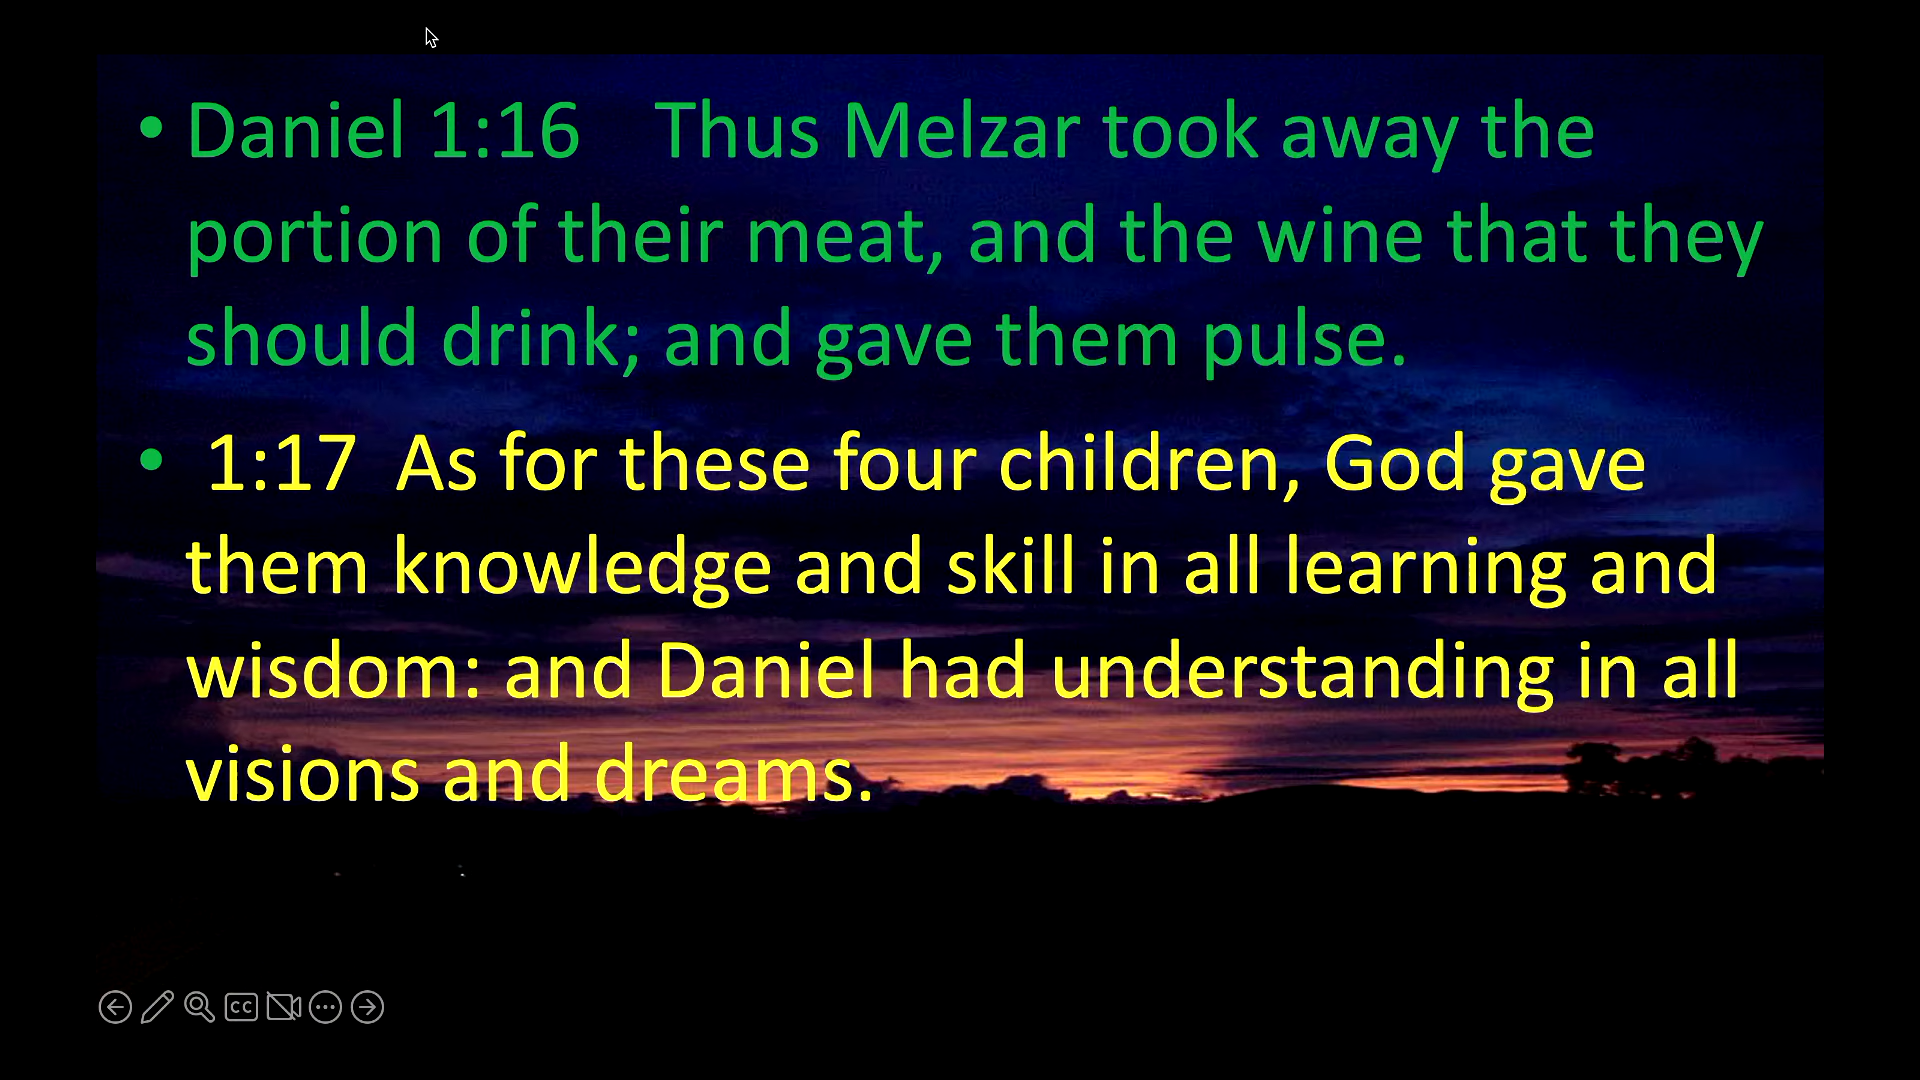 • Daniel 1:16    Thus Melzar took away the
portion of their meat, and the wine that they
should drink; and gave them pulse.
•  1:17  As for these four children, God gave
them knowledge and skill in all learning and
wisdom: and Daniel had understanding in all
visions and dreams.
CC